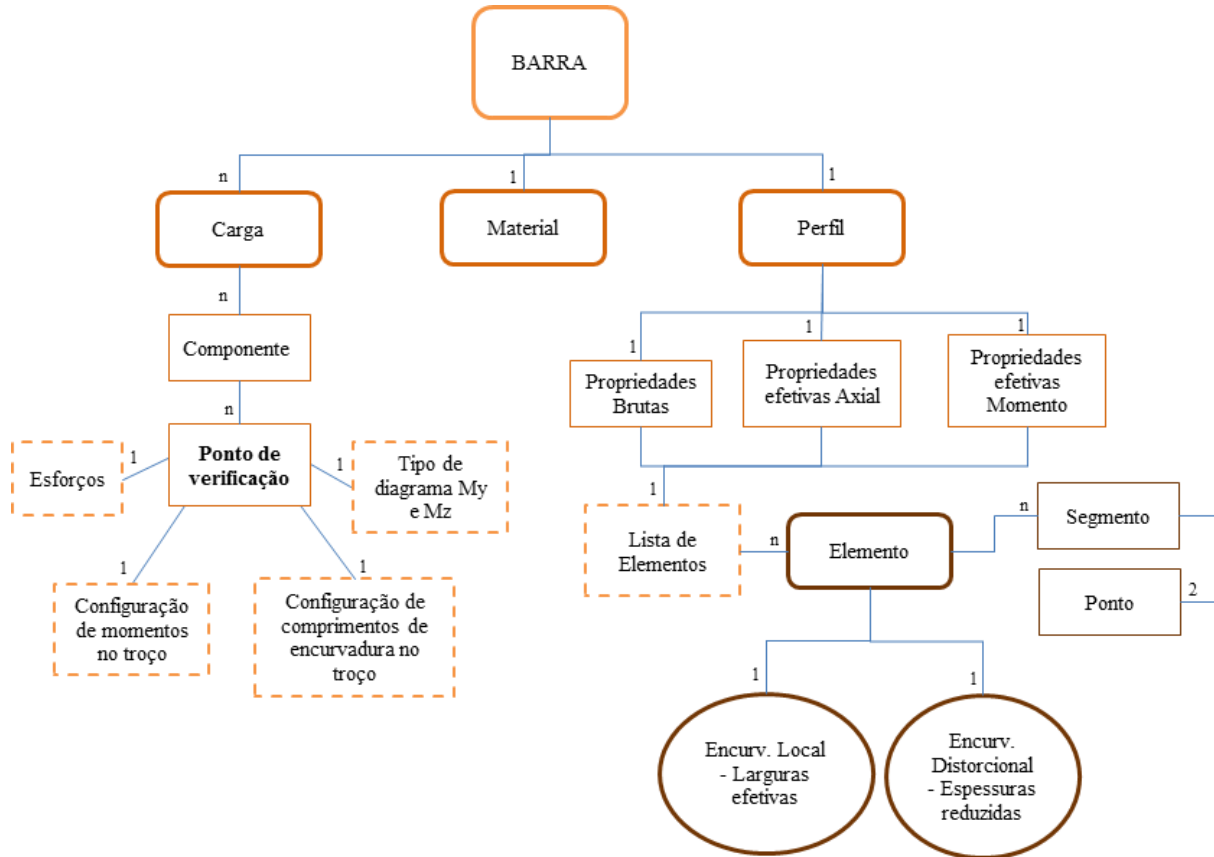 BARRA
n
1
1
Carga
Material
Perfil
n
Componente
1
1
1
Propriedades
Brutas
Propriedades
efetivas Axial
Propriedades
efetivas
Momento
n
Esforços
1
Ponto de
verificação
1
Tipo de
diagrama My
e Mz
1
1
Configuração
de momentos
no troço
Configuração de
comprimentos de
encurvadura no
troço
1
Lista de
Elementos
n
Elemento
n
Segmento
Ponto
2
1
1
Encurv. Local
- Larguras
efetivas
Encurv.
Distorcional
- Espessuras
reduzidas